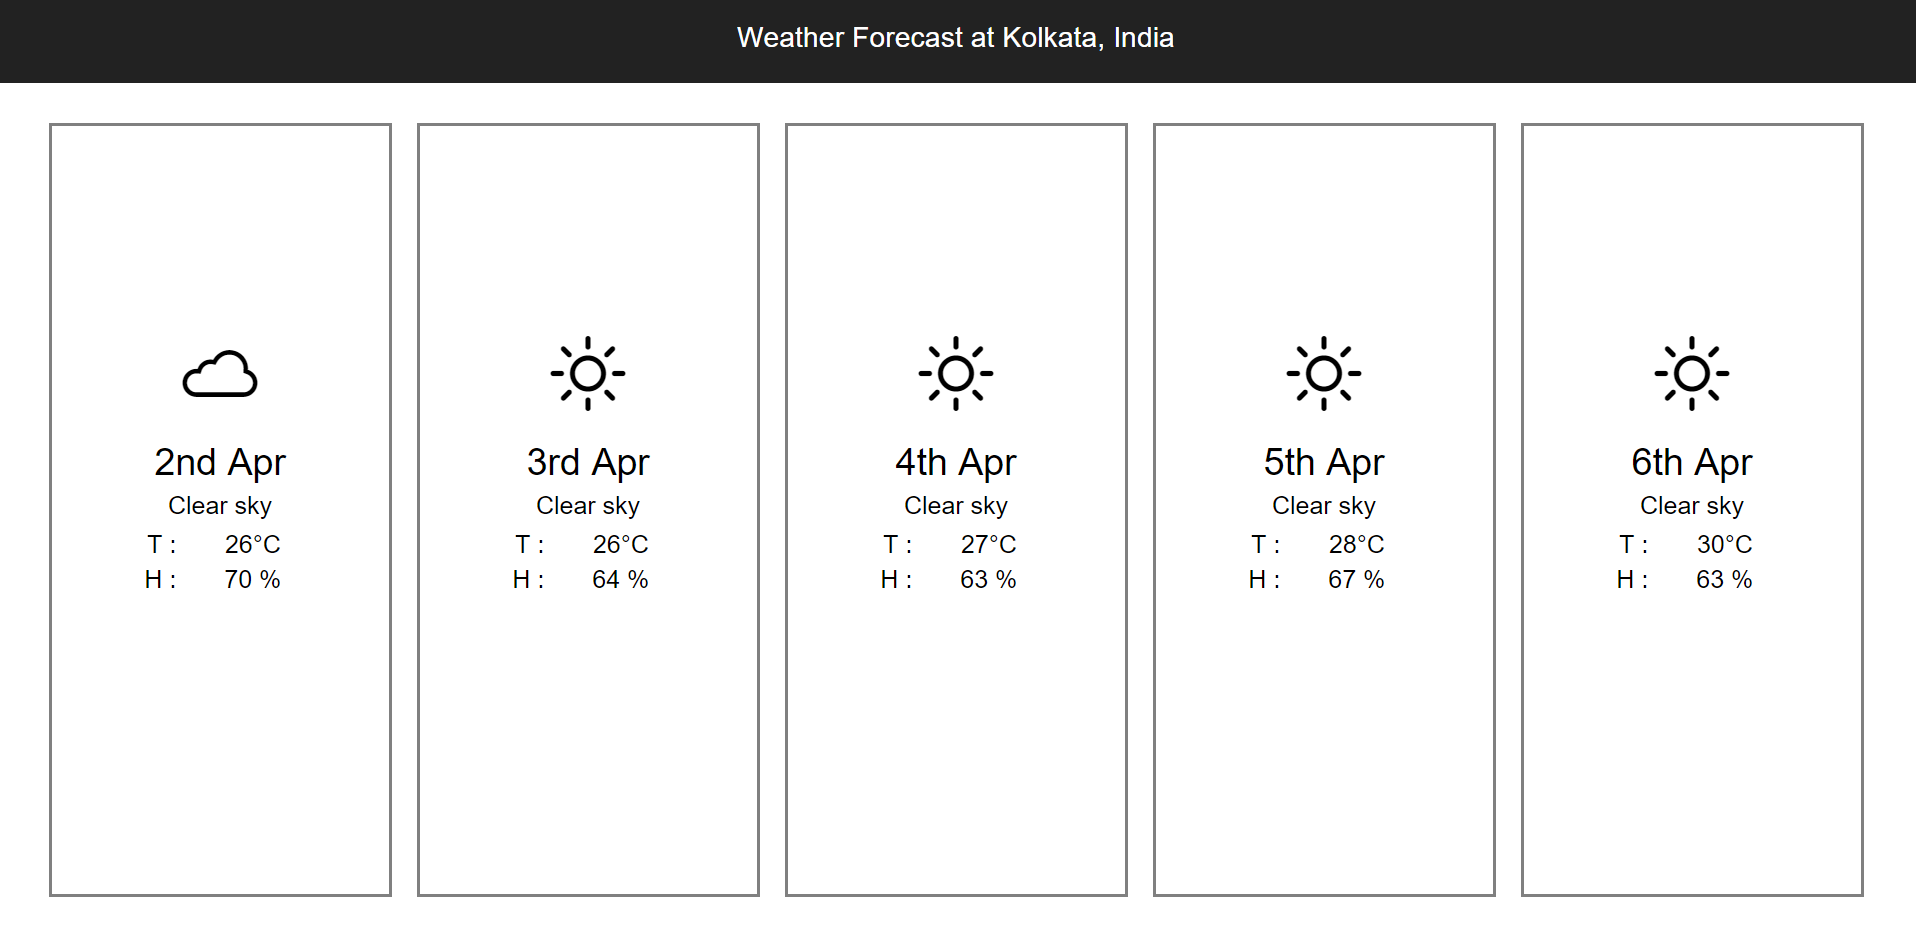 Weather Forecast at Kolkata, India
2nd Apr
Clear sky
T : 26°C
H : 70 %
3rd Apr
Clear sky
T : 26°C
H : 64 %
4th Apr
Clear sky
T : 27°C
H : 63 %
5th Apr
Clear sky
T : 28°C
H : 67 %
6th Apr
Clear sky
T : 30°C
H : 63 %